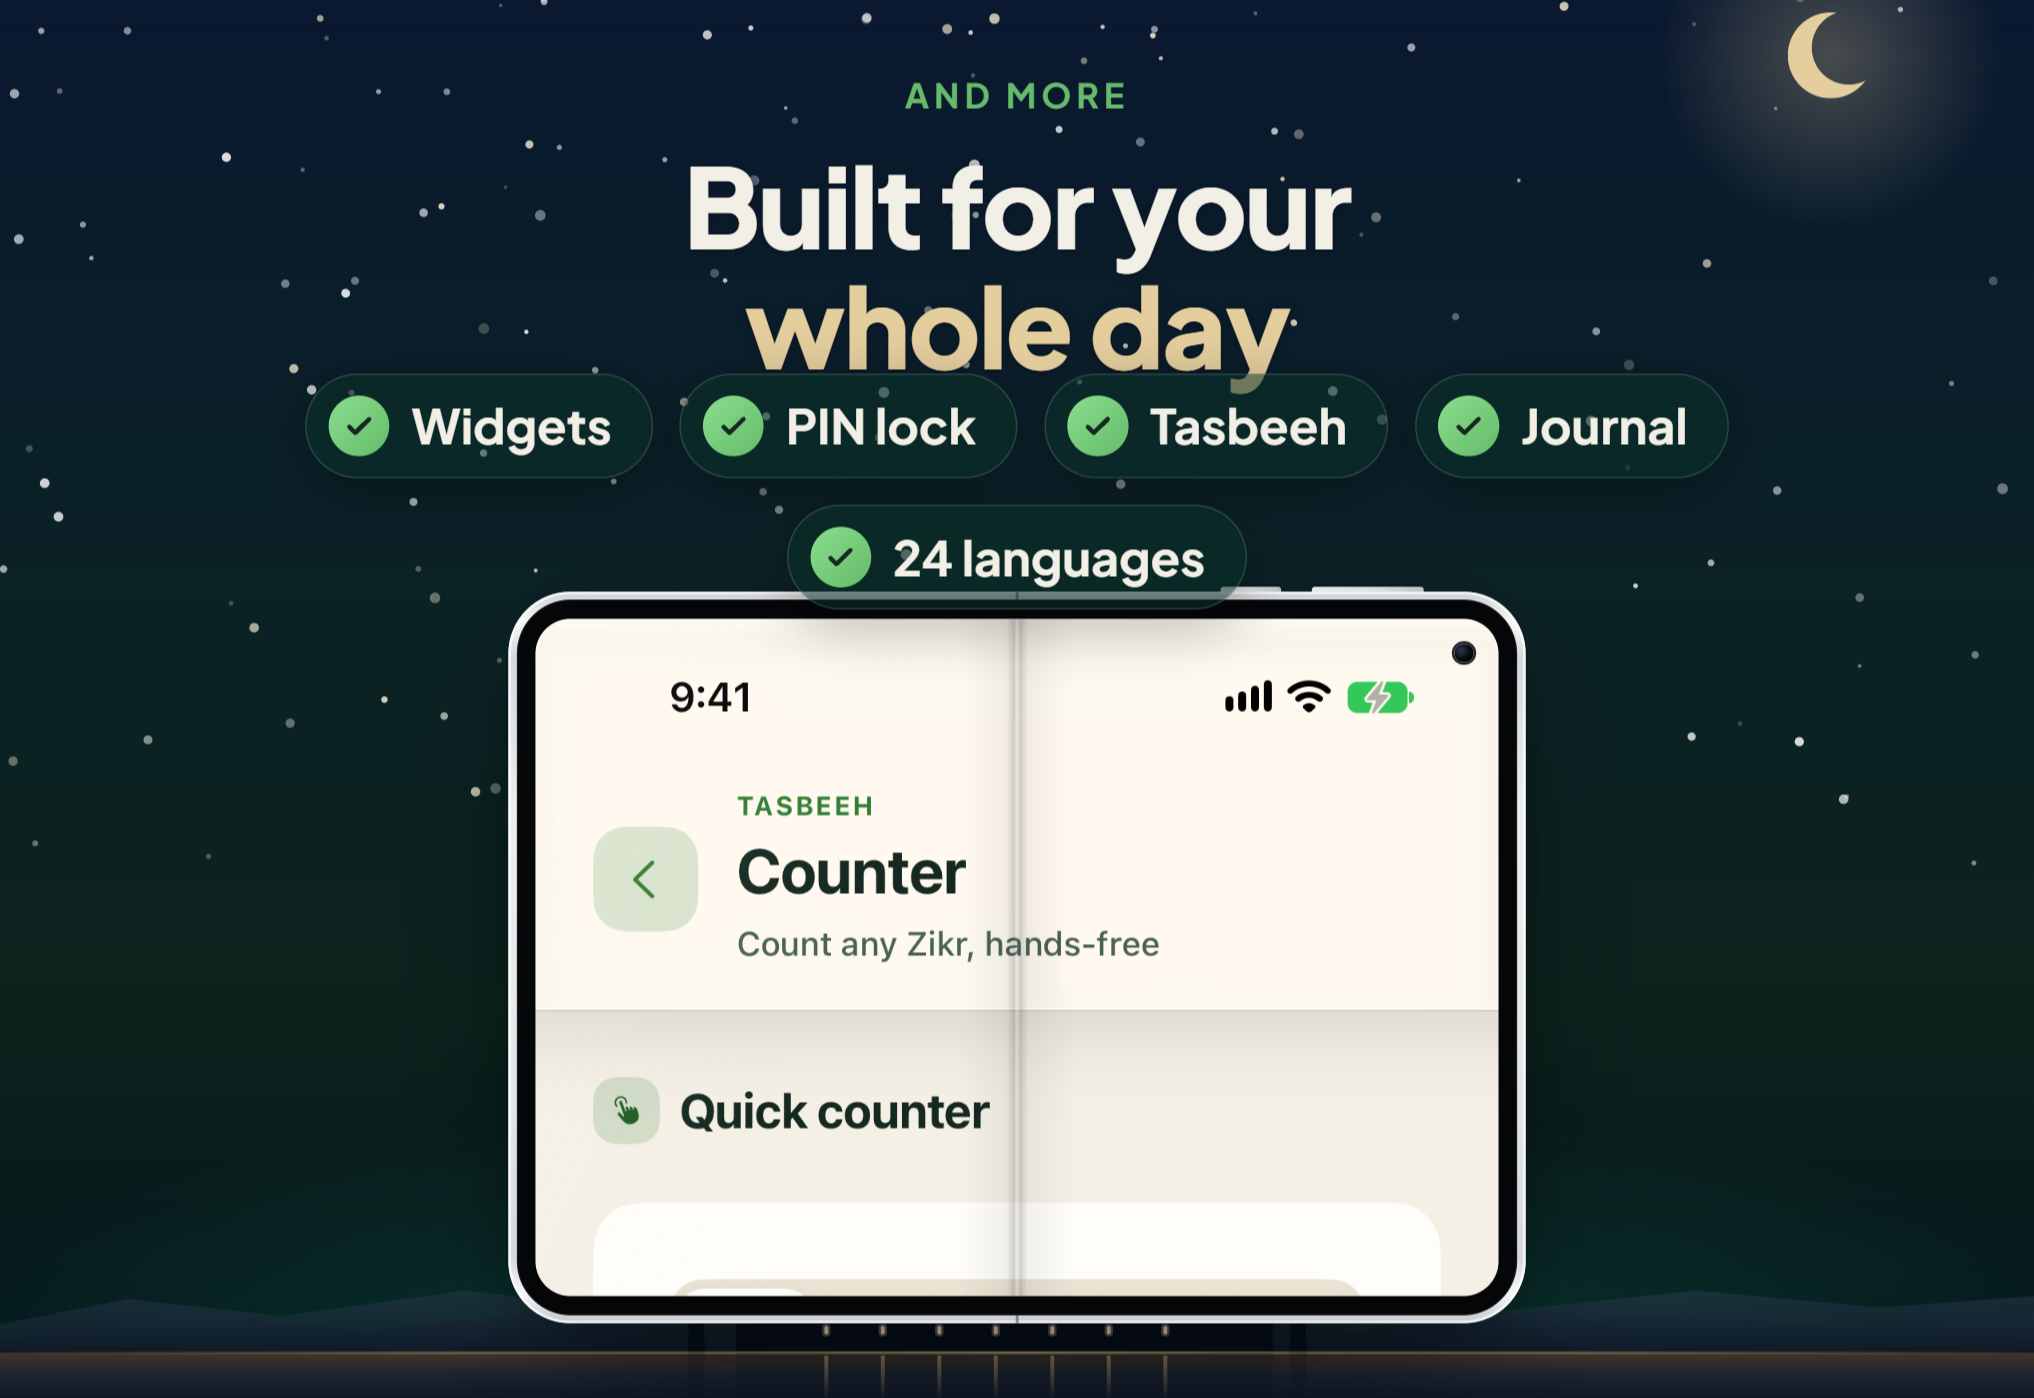 AND MORE
Built for your
whole day
Widgets
PIN lock
Tasbeeh
Journal
24 languages
9:41
TASBEEH
Counter
Count any Zikr, hands-free
Quick counter